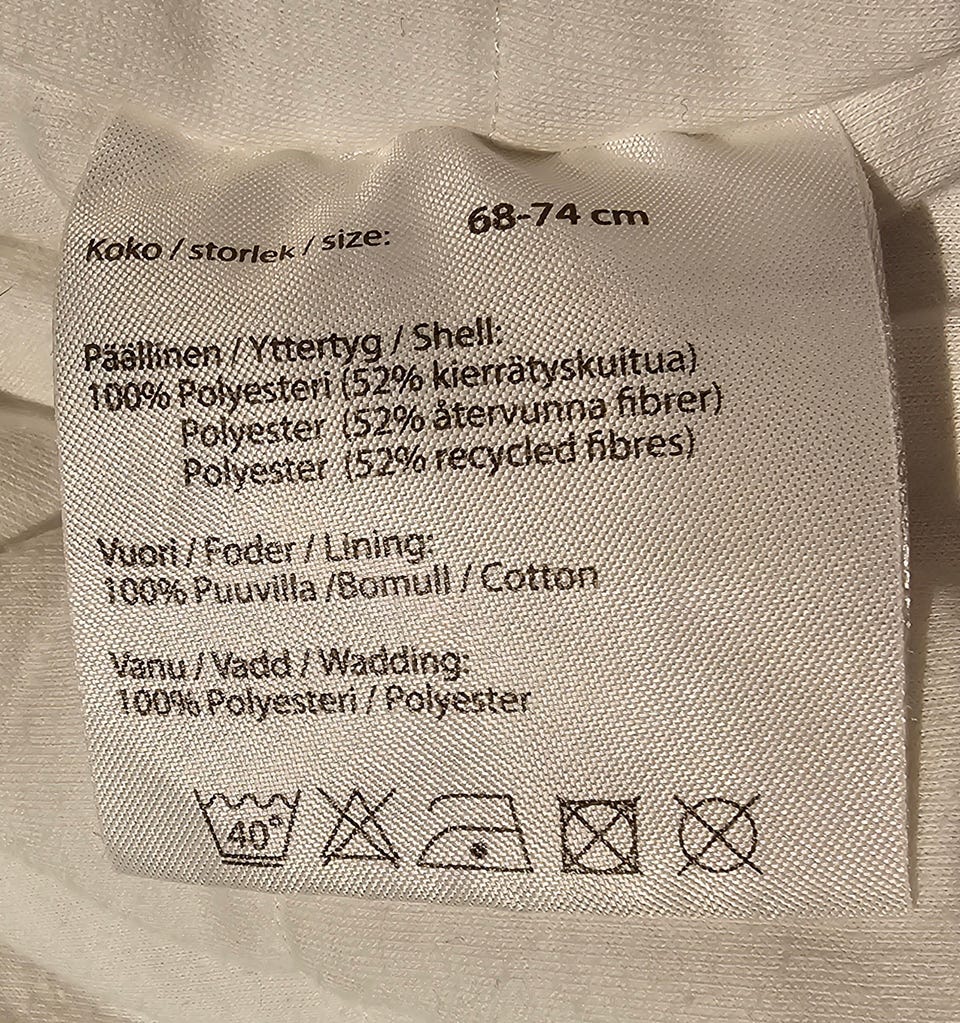 Koko / storlek / size: 68-74 cm
Päällinen / Yttertyg / Shell:
100% Polyesteri (52% kierrätyskuitua)
Polyester (52% återvunna fibrer)
Polyester (52% recycled fibres)
Vuori / Foder / Lining:
100% Puuvilla /Bomull / Cotton
Vanu / Vadd / Wadding:
100% Polyesteri / Polyester
40°